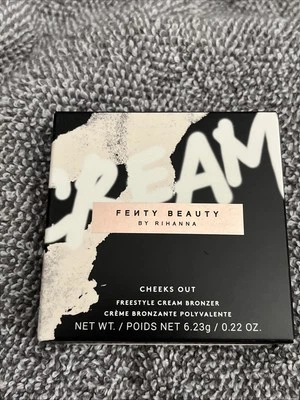 CREAM
FEИTY BEAUTY
BY RIHANNA
CHEEKS OUT
FREESTYLE CREAM BRONZER
CRÈME BRONZANTE POLYVALENTE
NET WT. / POIDS NET 6.23g / 0.22 OZ.